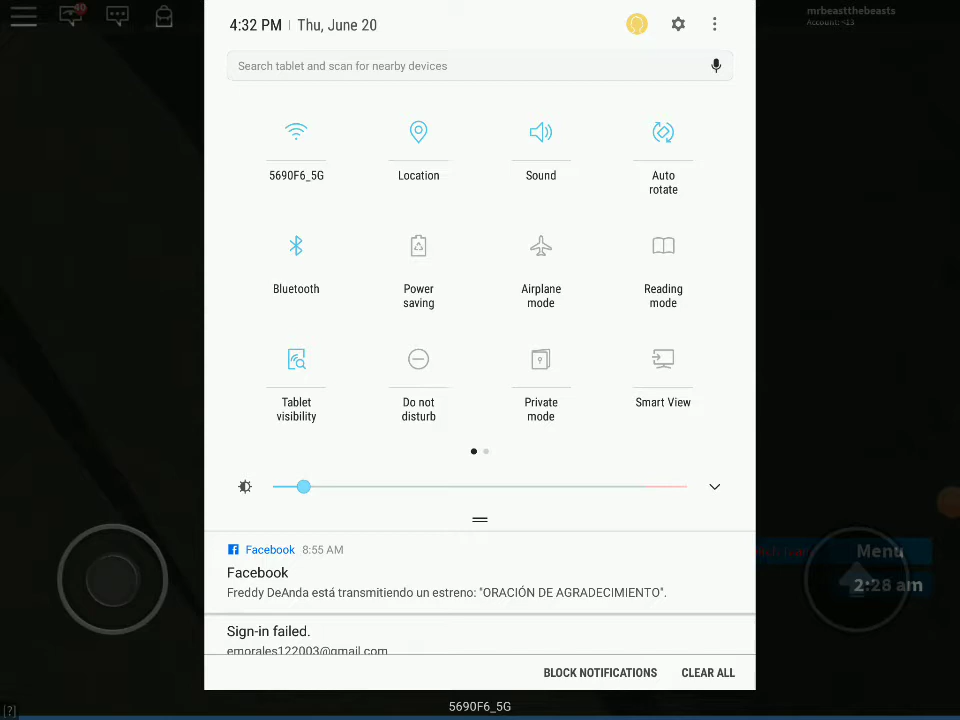 mrbeastthebeasts
Account: <13
4:32 PM Thu, June 20
Search tablet and scan for nearby devices
5690F6_5G
Location
Sound
Auto
rotate
Bluetooth
Power
saving
Airplane
mode
Reading
mode
Tablet
visibility
Do not
disturb
Private
mode
Smart View
Facebook 8:55 AM
Facebook
Freddy DeAnda está transmitiendo un estreno: "ORACIÓN DE AGRADECIMIENTO".
Menu
2:28 am
Sign-in failed.
emorales122003@gmail.com
BLOCK NOTIFICATIONS CLEAR ALL
5690F6_5G
[?]